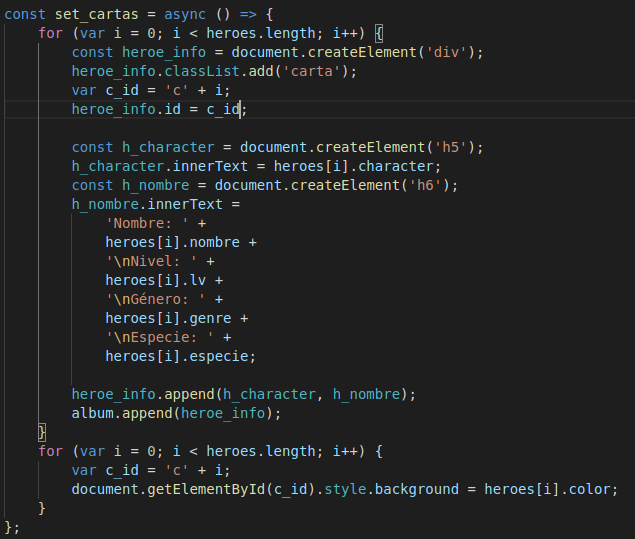 const set_cartas = async () => {
    for (var i = 0; i < heroes.length; i++) {
        const heroe_info = document.createElement('div');
        heroe_info.classList.add('carta');
        var c_id = 'c' + i;
        heroe_info.id = c_id;

        const h_character = document.createElement('h5');
        h_character.innerText = heroes[i].character;
        const h_nombre = document.createElement('h6');
        h_nombre.innerText =
            'Nombre: ' +
            heroes[i].nombre +
            '\nNivel: ' +
            heroes[i].lv +
            '\nGénero: ' +
            heroes[i].genre +
            '\nEspecie: ' +
            heroes[i].especie;

        heroe_info.append(h_character, h_nombre);
        album.append(heroe_info);
    }
    for (var i = 0; i < heroes.length; i++) {
        var c_id = 'c' + i;
        document.getElementById(c_id).style.background = heroes[i].color;
    }
};